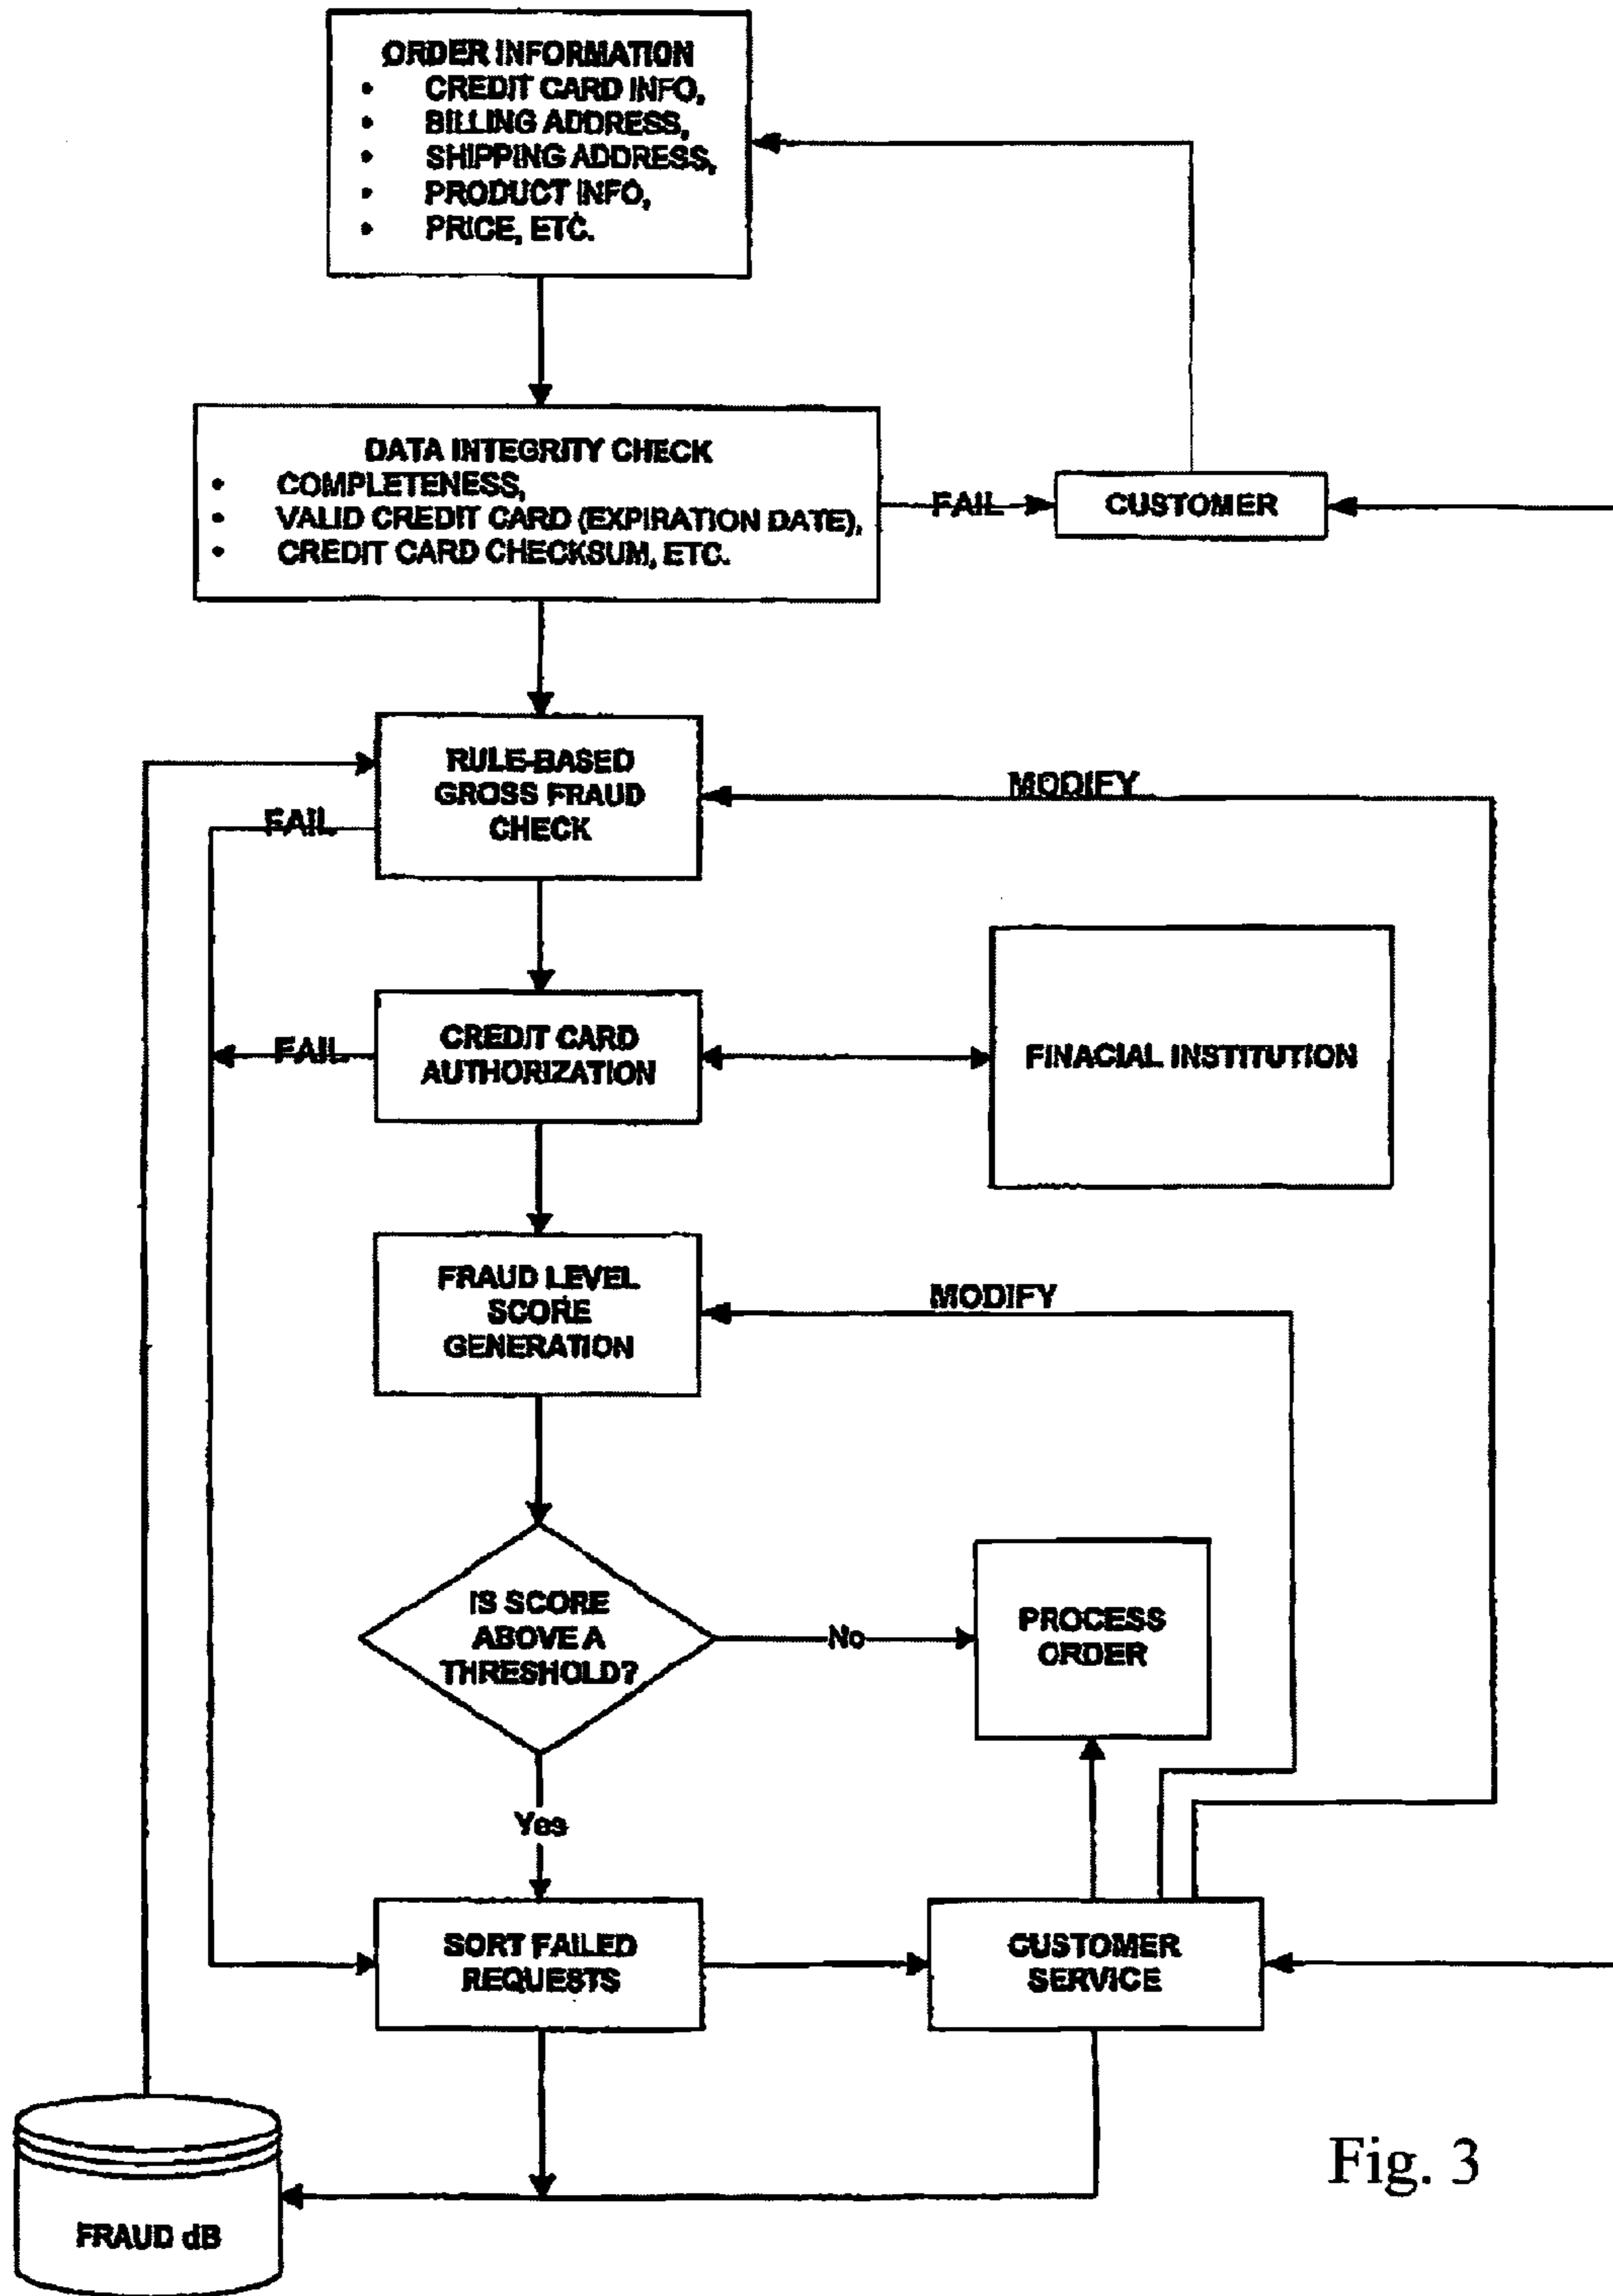 ORDER INFORMATION
• CREDIT CARD INFO,
• BILLING ADDRESS,
• SHIPPING ADDRESS,
• PRODUCT INFO,
• PRICE, ETC.
DATA INTEGRITY CHECK
• COMPLETENESS,
• VALID CREDIT CARD (EXPIRATION DATE),
• CREDIT CARD CHECKSUM, ETC.
FAIL
CUSTOMER
RULE-BASED
GROSS FRAUD
CHECK
MODIFY
FAIL
CREDIT CARD
AUTHORIZATION
FAIL
FINACIAL INSTITUTION
FRAUD LEVEL
SCORE
GENERATION
MODIFY
IS SCORE
ABOVE A
THRESHOLD?
No
PROCESS
ORDER
Yes
SORT FAILED
REQUESTS
CUSTOMER
SERVICE
FRAUD dB
Fig. 3